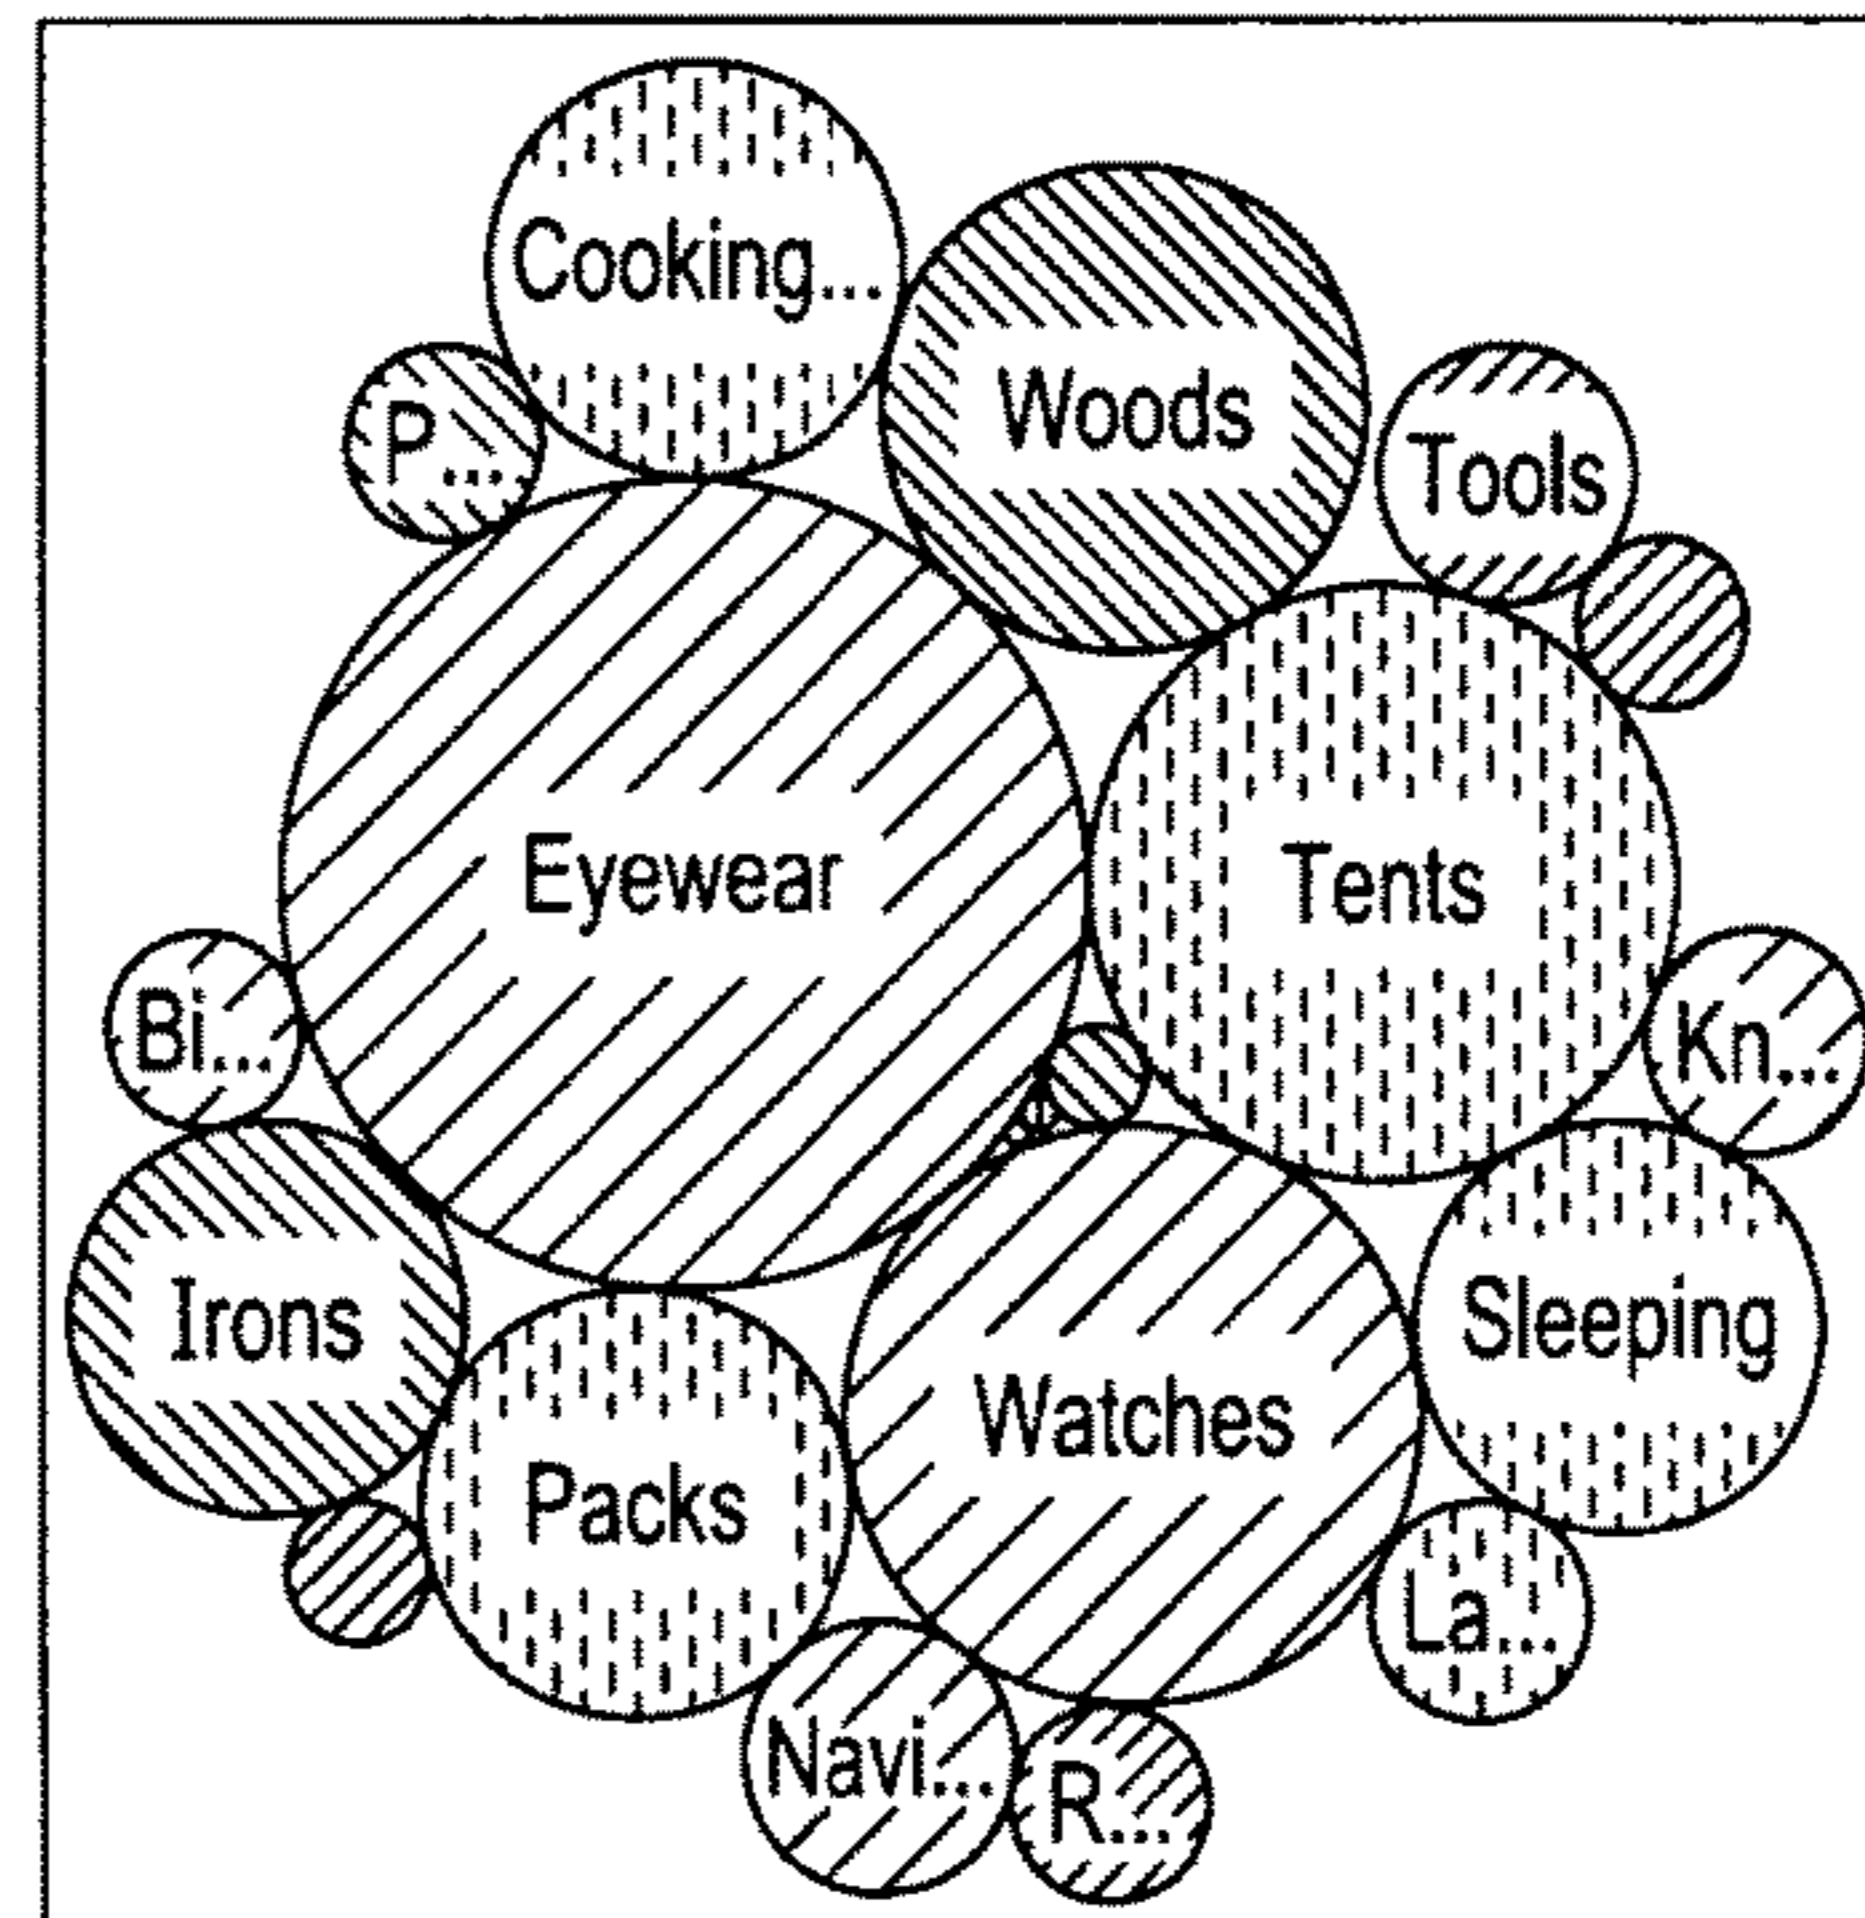 Cooking...
Woods
P...
Tools
Eyewear
Tents
Bi...
Kn...
Irons
Sleeping
Watches
Packs
La...
Navi...
R...